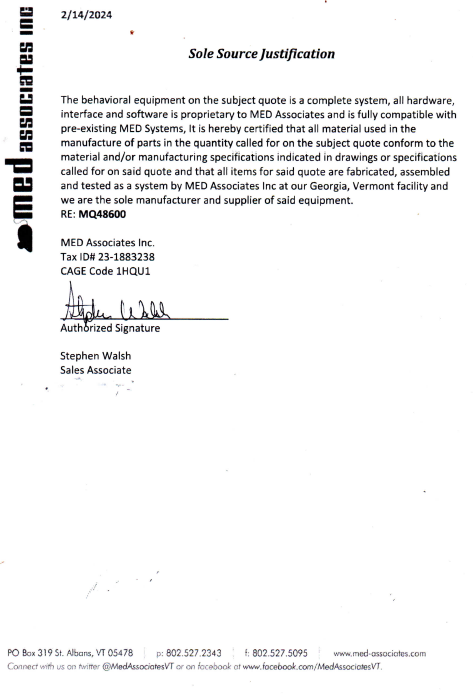 med associates inc
2/14/2024
Sole Source Justification
The behavioral equipment on the subject quote is a complete system, all hardware,
interface and software is proprietary to MED Associates and is fully compatible with
pre-existing MED Systems, It is hereby certified that all material used in the
manufacture of parts in the quantity called for on the subject quote conform to the
material and/or manufacturing specifications indicated in drawings or specifications
called for on said quote and that all items for said quote are fabricated, assembled
and tested as a system by MED Associates Inc at our Georgia, Vermont facility and
we are the sole manufacturer and supplier of said equipment.
RE: MQ48600
MED Associates Inc.
Tax ID# 23-1883238
CAGE Code 1HQU1
Stephen Walsh
Authorized Signature
Stephen Walsh
Sales Associate
PO Box 319 St. Albans, VT 05478 p: 802.527.2343 f: 802.527.5095 www.med-associates.com
Connect with us on twitter @MedAssociatesVT or on facebook at www.facebook.com/MedAssociatesVT.